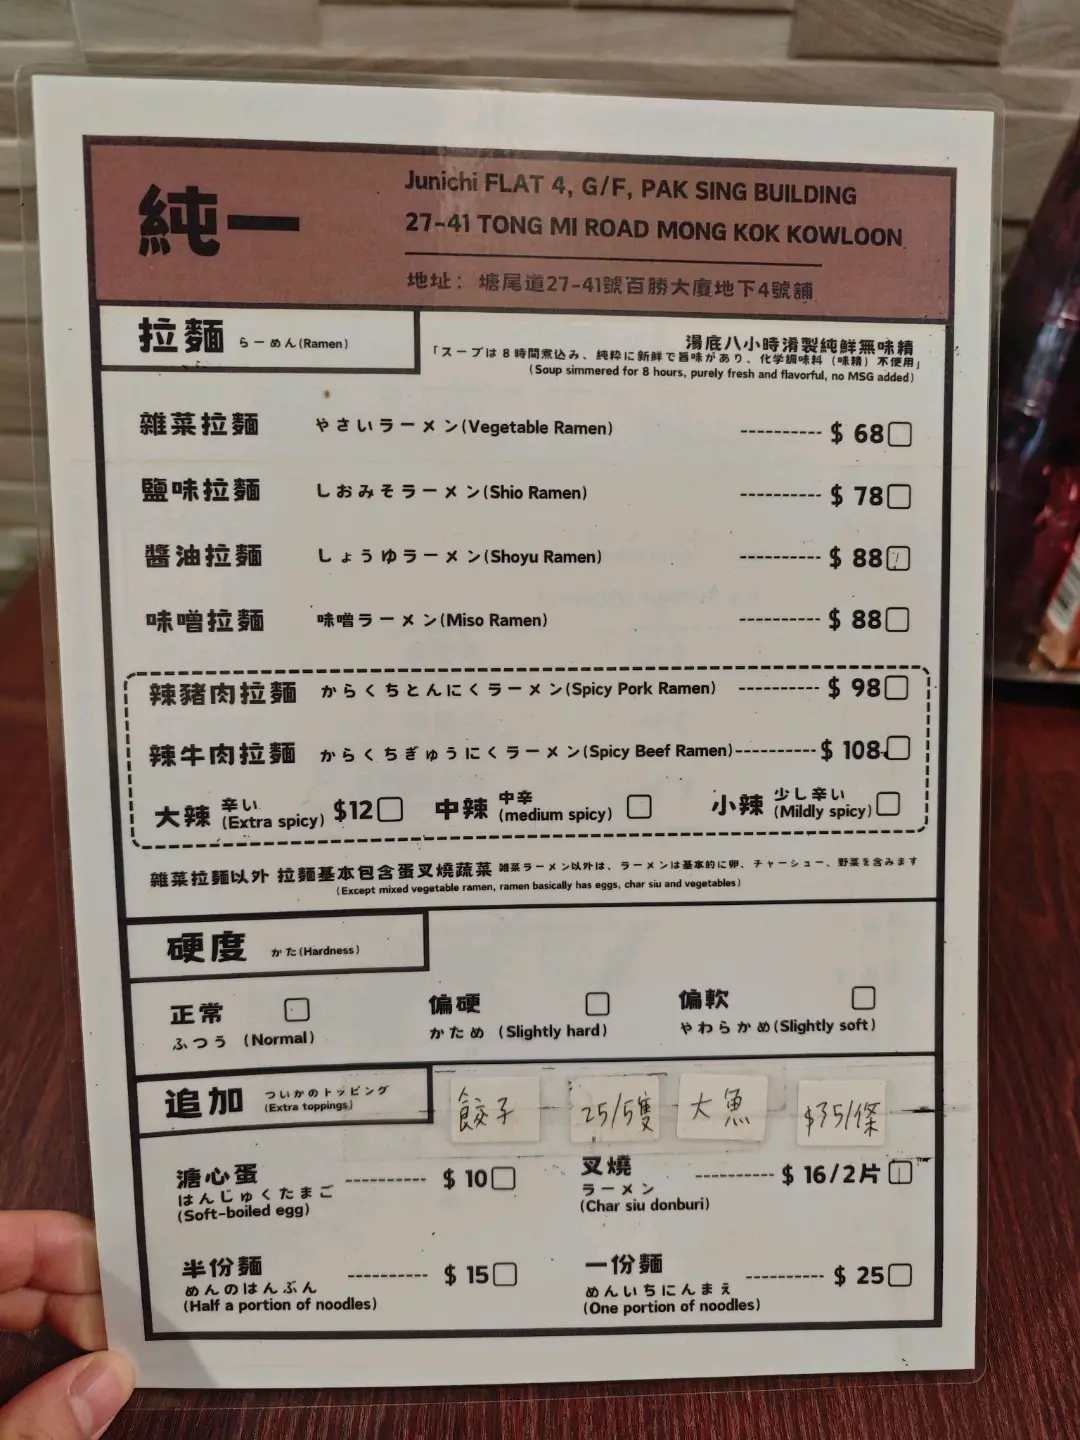 純一
Junichi FLAT 4, G/F, PAK SING BUILDING
27-41 TONG MI ROAD MONG KOK KOWLOON
地址：塘尾道27-41號百勝大廈地下4號舖
拉麵 らーめん(Ramen)
湯底八小時淆製純鮮無味精
「スープは8時間煮込み、純粋に新鮮で旨味があり、化学調味料（味精）不使用」
(Soup simmered for 8 hours, purely fresh and flavorful, no MSG added)
雜菜拉麵 やさいラーメン(Vegetable Ramen) ---------- $ 68
鹽味拉麵 しおみそラーメン(Shio Ramen) ---------- $ 78
醬油拉麵 しょうゆラーメン(Shoyu Ramen) ---------- $ 88
味噌拉麵 味噌ラーメン(Miso Ramen) ---------- $ 88
辣豬肉拉麵 からくちとんにくラーメン(Spicy Pork Ramen) ---------- $ 98
辣牛肉拉麵 からくちぎゅうにくラーメン(Spicy Beef Ramen)---------- $ 108
大辣 辛い (Extra spicy) $12 中辣 中辛 (medium spicy) 小辣 少し辛い (Mildly spicy)
雜菜拉麵以外 拉麵基本包含蛋叉燒蔬菜 雑菜ラーメン以外は、ラーメンは基本的に卵、チャーシュー、野菜を含みます
(Except mixed vegetable ramen, ramen basically has eggs, char siu and vegetables)
硬度 かた(Hardness)
正常 偏硬 偏軟
ふつう (Normal) かため (Slightly hard) やわらかめ(Slightly soft)
追加 ついかのトッピング (Extra toppings)
餃子 25/5隻 大魚 $35/條
溏心蛋 ---------- $ 10 叉燒 ---------- $ 16/2片
はんじゅくたまご ラーメン
(Soft-boiled egg) (Char siu donburi)
半份麵 ---------- $ 15 一份麵 ---------- $ 25
めんのはんぶん めんいちにんまえ
(Half a portion of noodles) (One portion of noodles)